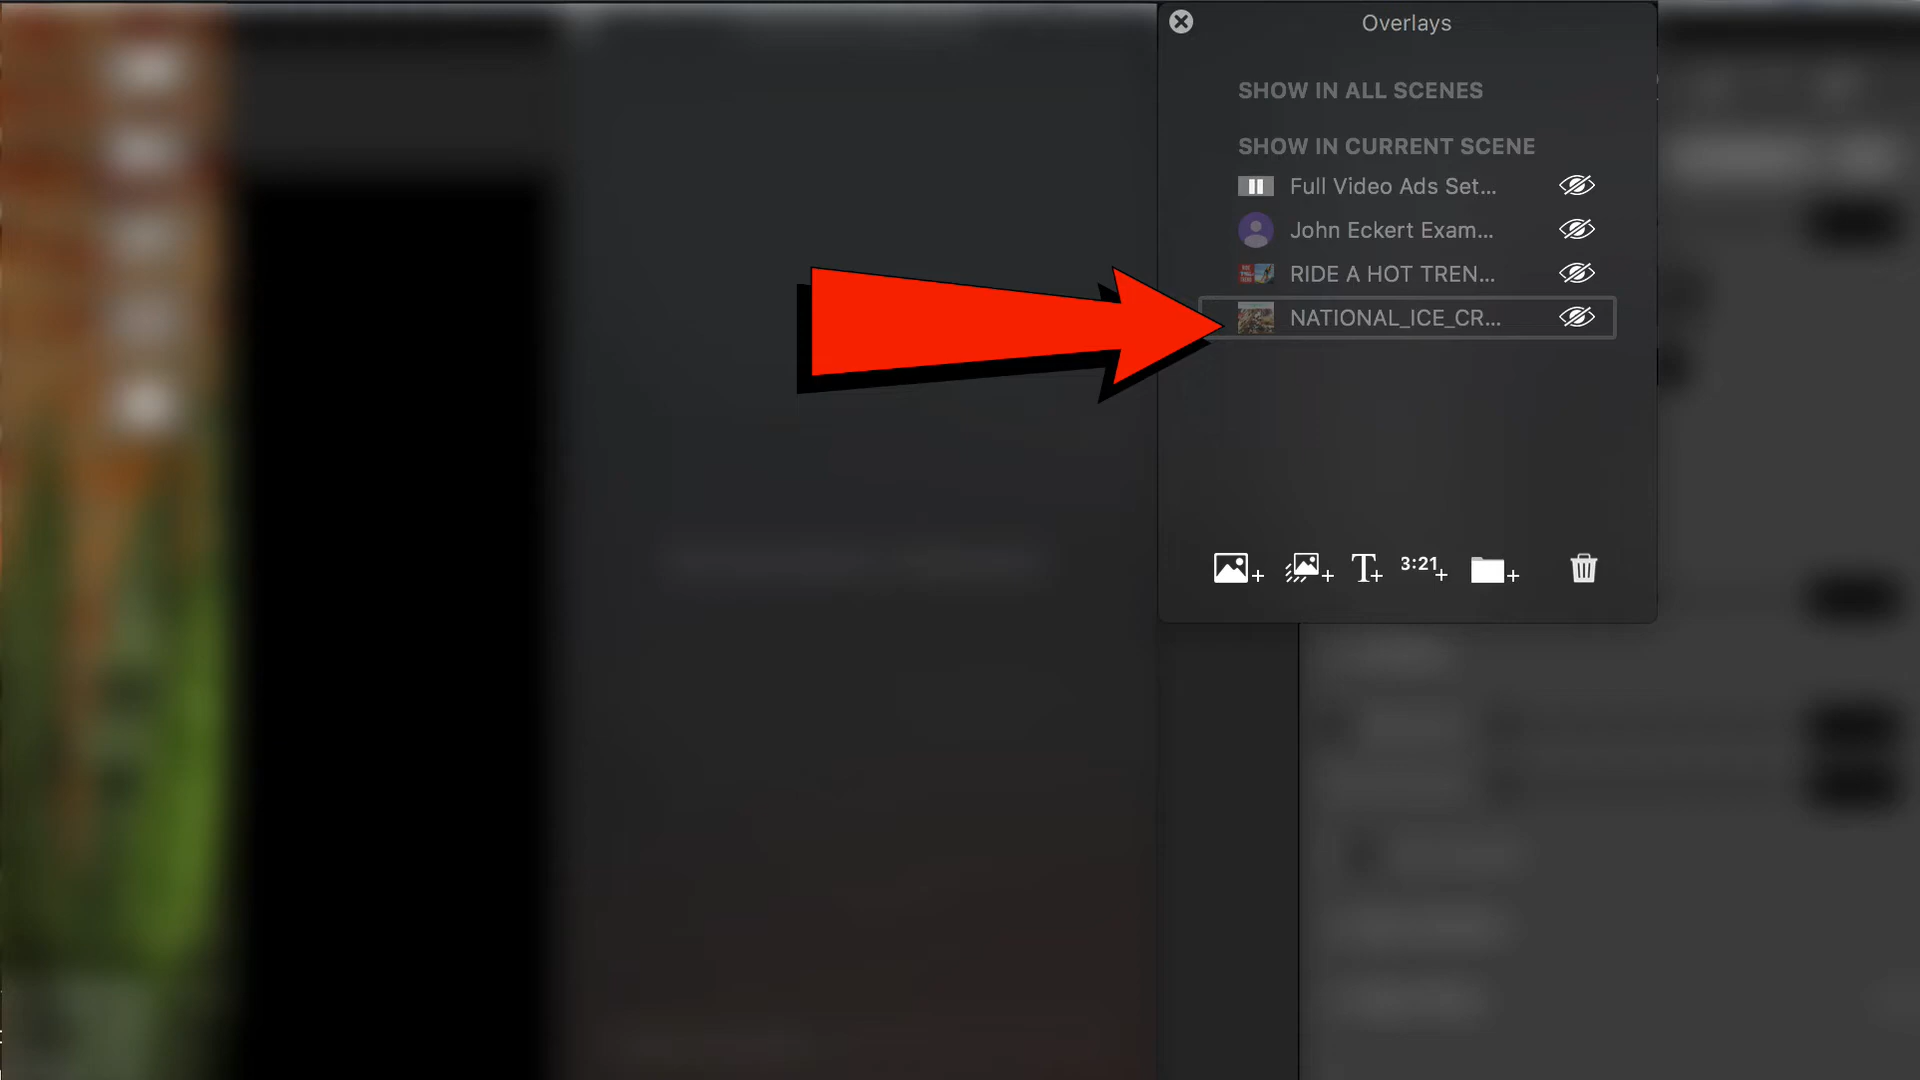 Overlays
SHOW IN ALL SCENES
SHOW IN CURRENT SCENE
Full Video Ads Set...
John Eckert Exam...
RIDE A HOT TREN...
NATIONAL_ICE_CR...
T+
3:21+